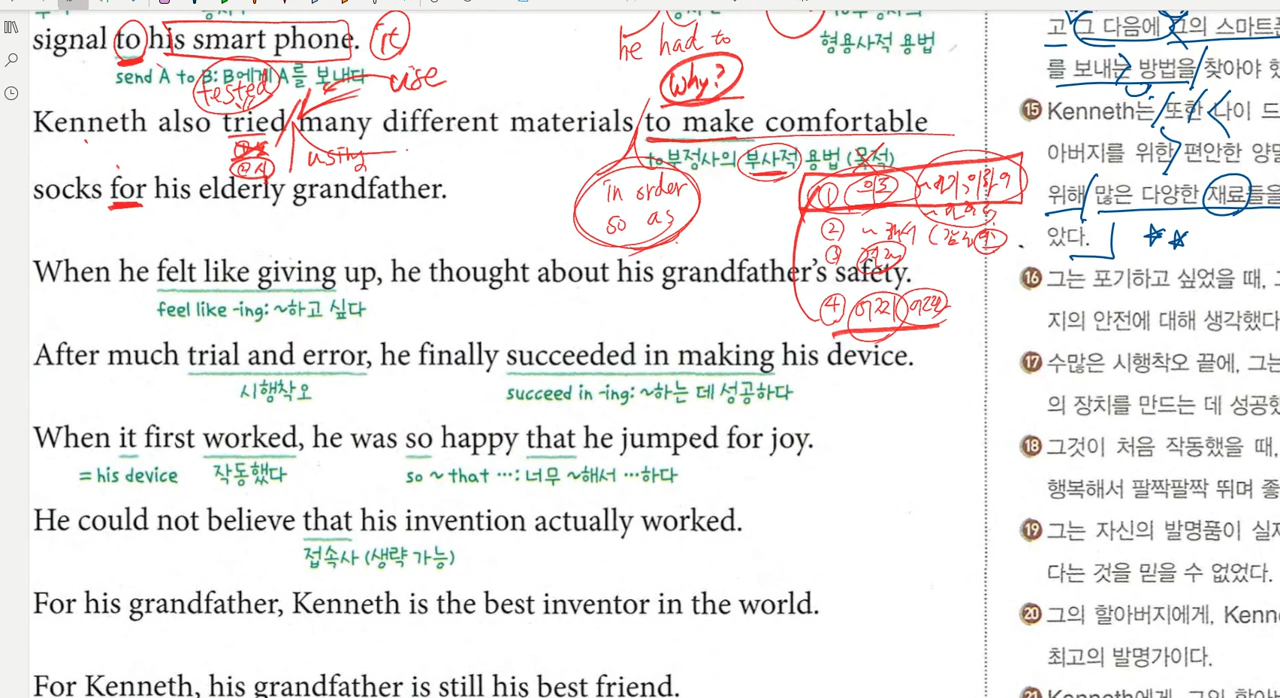 signal to his smart phone. it
send A to B: B에게 A를 보내다
he had to
형용사적 용법
tested
use
why?
Kenneth also tried many different materials to make comfortable
using
to부정사의 부사적 용법 (목적)
socks for his elderly grandfather.
in order
so as
①
②
③
④
When he felt like giving up, he thought about his grandfather's safety.
feel like -ing: ~하고 싶다
After much trial and error, he finally succeeded in making his device.
시행착오
succeed in -ing: ~하는 데 성공하다
When it first worked, he was so happy that he jumped for joy.
= his device 작동했다 so ~ that …: 너무 ~해서 …하다
He could not believe that his invention actually worked.
접속사 (생략 가능)
For his grandfather, Kenneth is the best inventor in the world.
For Kenneth, his grandfather is still his best friend.
고 그 다음에 그의 스마트폰
를 보내는 방법을 찾아야 했
⑮ Kenneth는 또한 나이 드
아버지를 위한 편안한 양말
위해 많은 다양한 재료들을
았다.
⑯ 그는 포기하고 싶었을 때, 그
지의 안전에 대해 생각했다
⑰ 수많은 시행착오 끝에, 그는
의 장치를 만드는 데 성공했
⑱ 그것이 처음 작동했을 때,
행복해서 팔짝팔짝 뛰며 좋
⑲ 그는 자신의 발명품이 실제
다는 것을 믿을 수 없었다.
⑳ 그의 할아버지에게, Kenn
최고의 발명가이다.